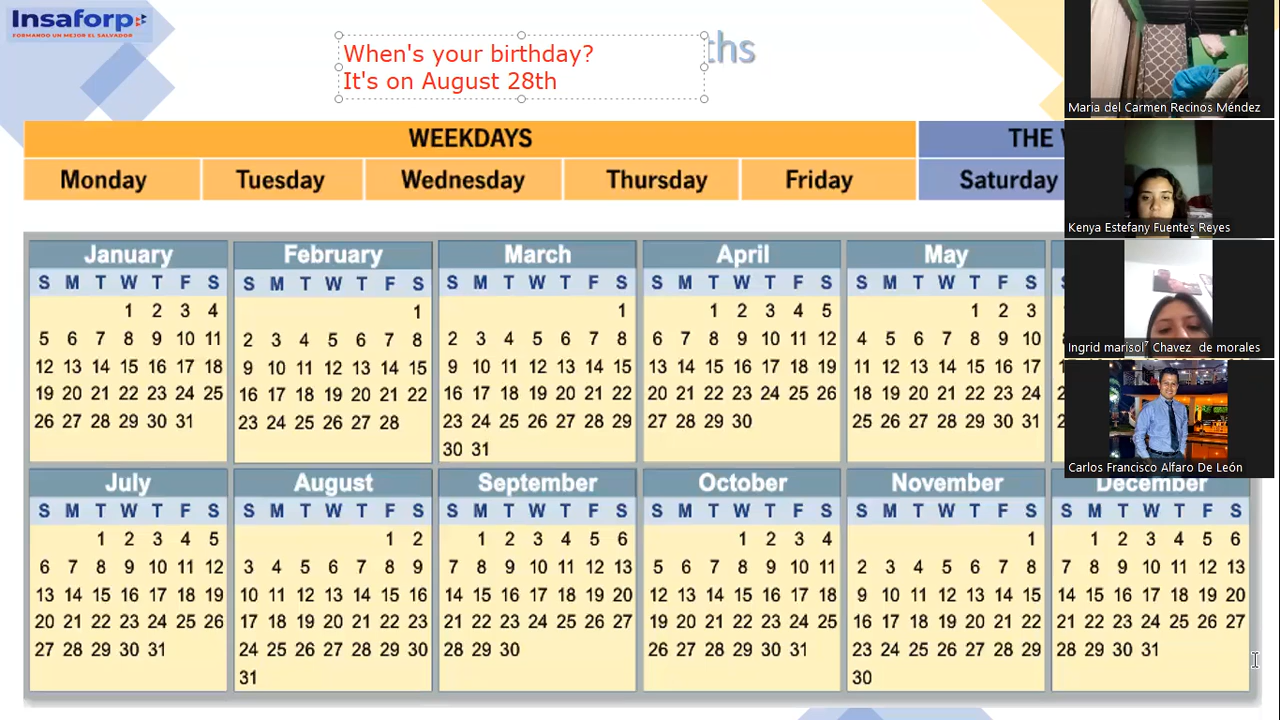 Insaforp
FORMANDO UN MEJOR EL SALVADOR
When's your birthday?
It's on August 28th
ths
WEEKDAYS
THE
Monday Tuesday Wednesday Thursday Friday Saturday
January February March April May
S M T W T F S S M T W T F S S M T W T F S S M T W T F S S M T W T F S
1 2 3 4 1 1 1 2 3 4 5 1 2 3
5 6 7 8 9 10 11 2 3 4 5 6 7 8 2 3 4 5 6 7 8 6 7 8 9 10 11 12 4 5 6 7 8 9 10
12 13 14 15 16 17 18 9 10 11 12 13 14 15 9 10 11 12 13 14 15 13 14 15 16 17 18 19 11 12 13 14 15 16 17
19 20 21 22 23 24 25 16 17 18 19 20 21 22 16 17 18 19 20 21 22 20 21 22 23 24 25 26 18 19 20 21 22 23 24
26 27 28 29 30 31 23 24 25 26 27 28 23 24 25 26 27 28 29 27 28 29 30 25 26 27 28 29 30 31
30 31
July August September October November December
S M T W T F S S M T W T F S S M T W T F S S M T W T F S S M T W T F S S M T W T F S
1 2 3 4 5 1 2 1 2 3 4 5 6 1 2 3 4 1 1 2 3 4 5 6
6 7 8 9 10 11 12 3 4 5 6 7 8 9 7 8 9 10 11 12 13 5 6 7 8 9 10 11 2 3 4 5 6 7 8 7 8 9 10 11 12 13
13 14 15 16 17 18 19 10 11 12 13 14 15 16 14 15 16 17 18 19 20 12 13 14 15 16 17 18 9 10 11 12 13 14 15 14 15 16 17 18 19 20
20 21 22 23 24 25 26 17 18 19 20 21 22 23 21 22 23 24 25 26 27 19 20 21 22 23 24 25 16 17 18 19 20 21 22 21 22 23 24 25 26 27
27 28 29 30 31 24 25 26 27 28 29 30 28 29 30 26 27 28 29 30 31 23 24 25 26 27 28 29 28 29 30 31
31 30
María del Carmen Recinos Méndez
Kenya Estefany Fuentes Reyes
Ingrid marisol´ Chavez de morales
Carlos Francisco Alfaro De León